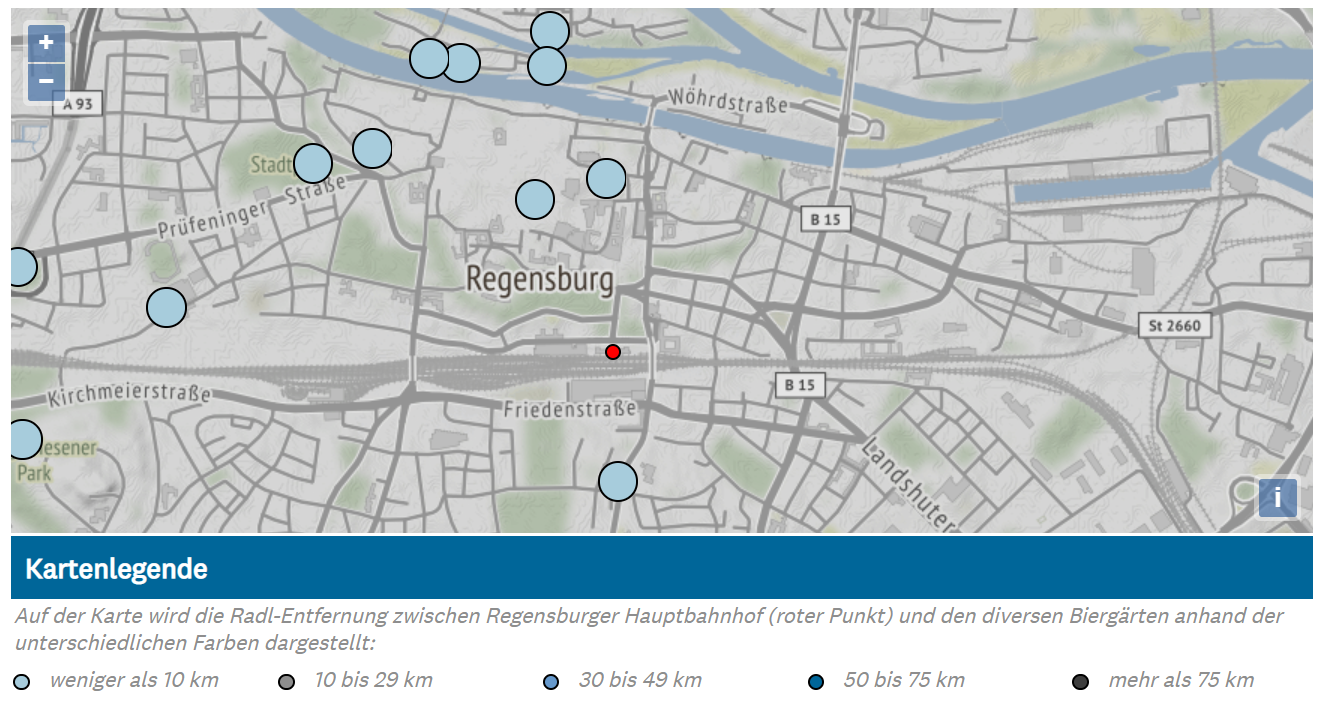 +
−
A 93
Wöhrdstraße
Stadt
Prüfeninger Straße
B 15
Regensburg
St 2660
B 15
Kirchmeierstraße
Friedenstraße
esener
Park
Landshuter
i
Kartenlegende
Auf der Karte wird die Radl-Entfernung zwischen Regensburger Hauptbahnhof (roter Punkt) und den diversen Biergärten anhand der
unterschiedlichen Farben dargestellt:
weniger als 10 km 10 bis 29 km 30 bis 49 km 50 bis 75 km mehr als 75 km